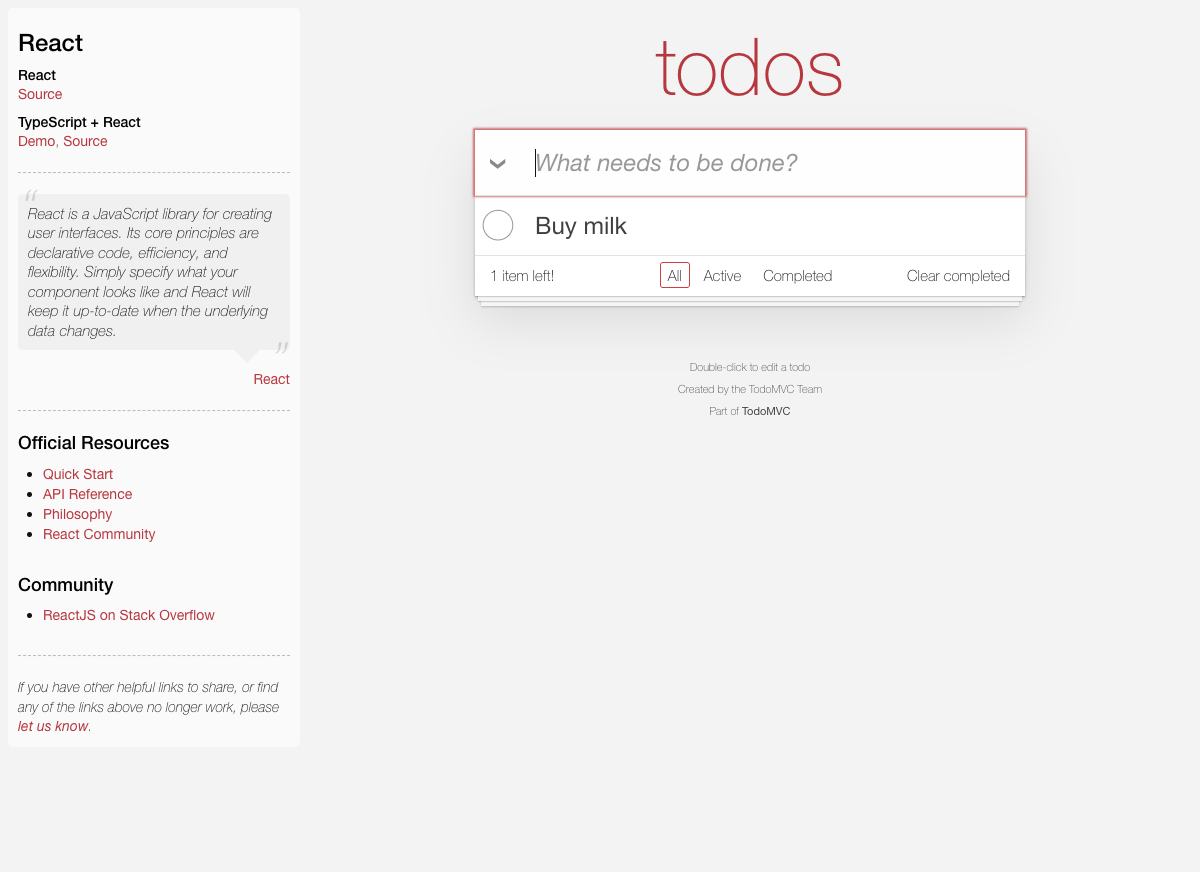 React
React
Source
TypeScript + React
Demo, Source
“
React is a JavaScript library for creating
user interfaces. Its core principles are
declarative code, efficiency, and
flexibility. Simply specify what your
component looks like and React will
keep it up-to-date when the underlying
data changes.
”
React
Official Resources
Quick Start
API Reference
Philosophy
React Community
Community
ReactJS on Stack Overflow
If you have other helpful links to share, or find
any of the links above no longer work, please
let us know.
todos
What needs to be done?
Buy milk
1 item left! All Active Completed Clear completed
Double-click to edit a todo
Created by the TodoMVC Team
Part of TodoMVC